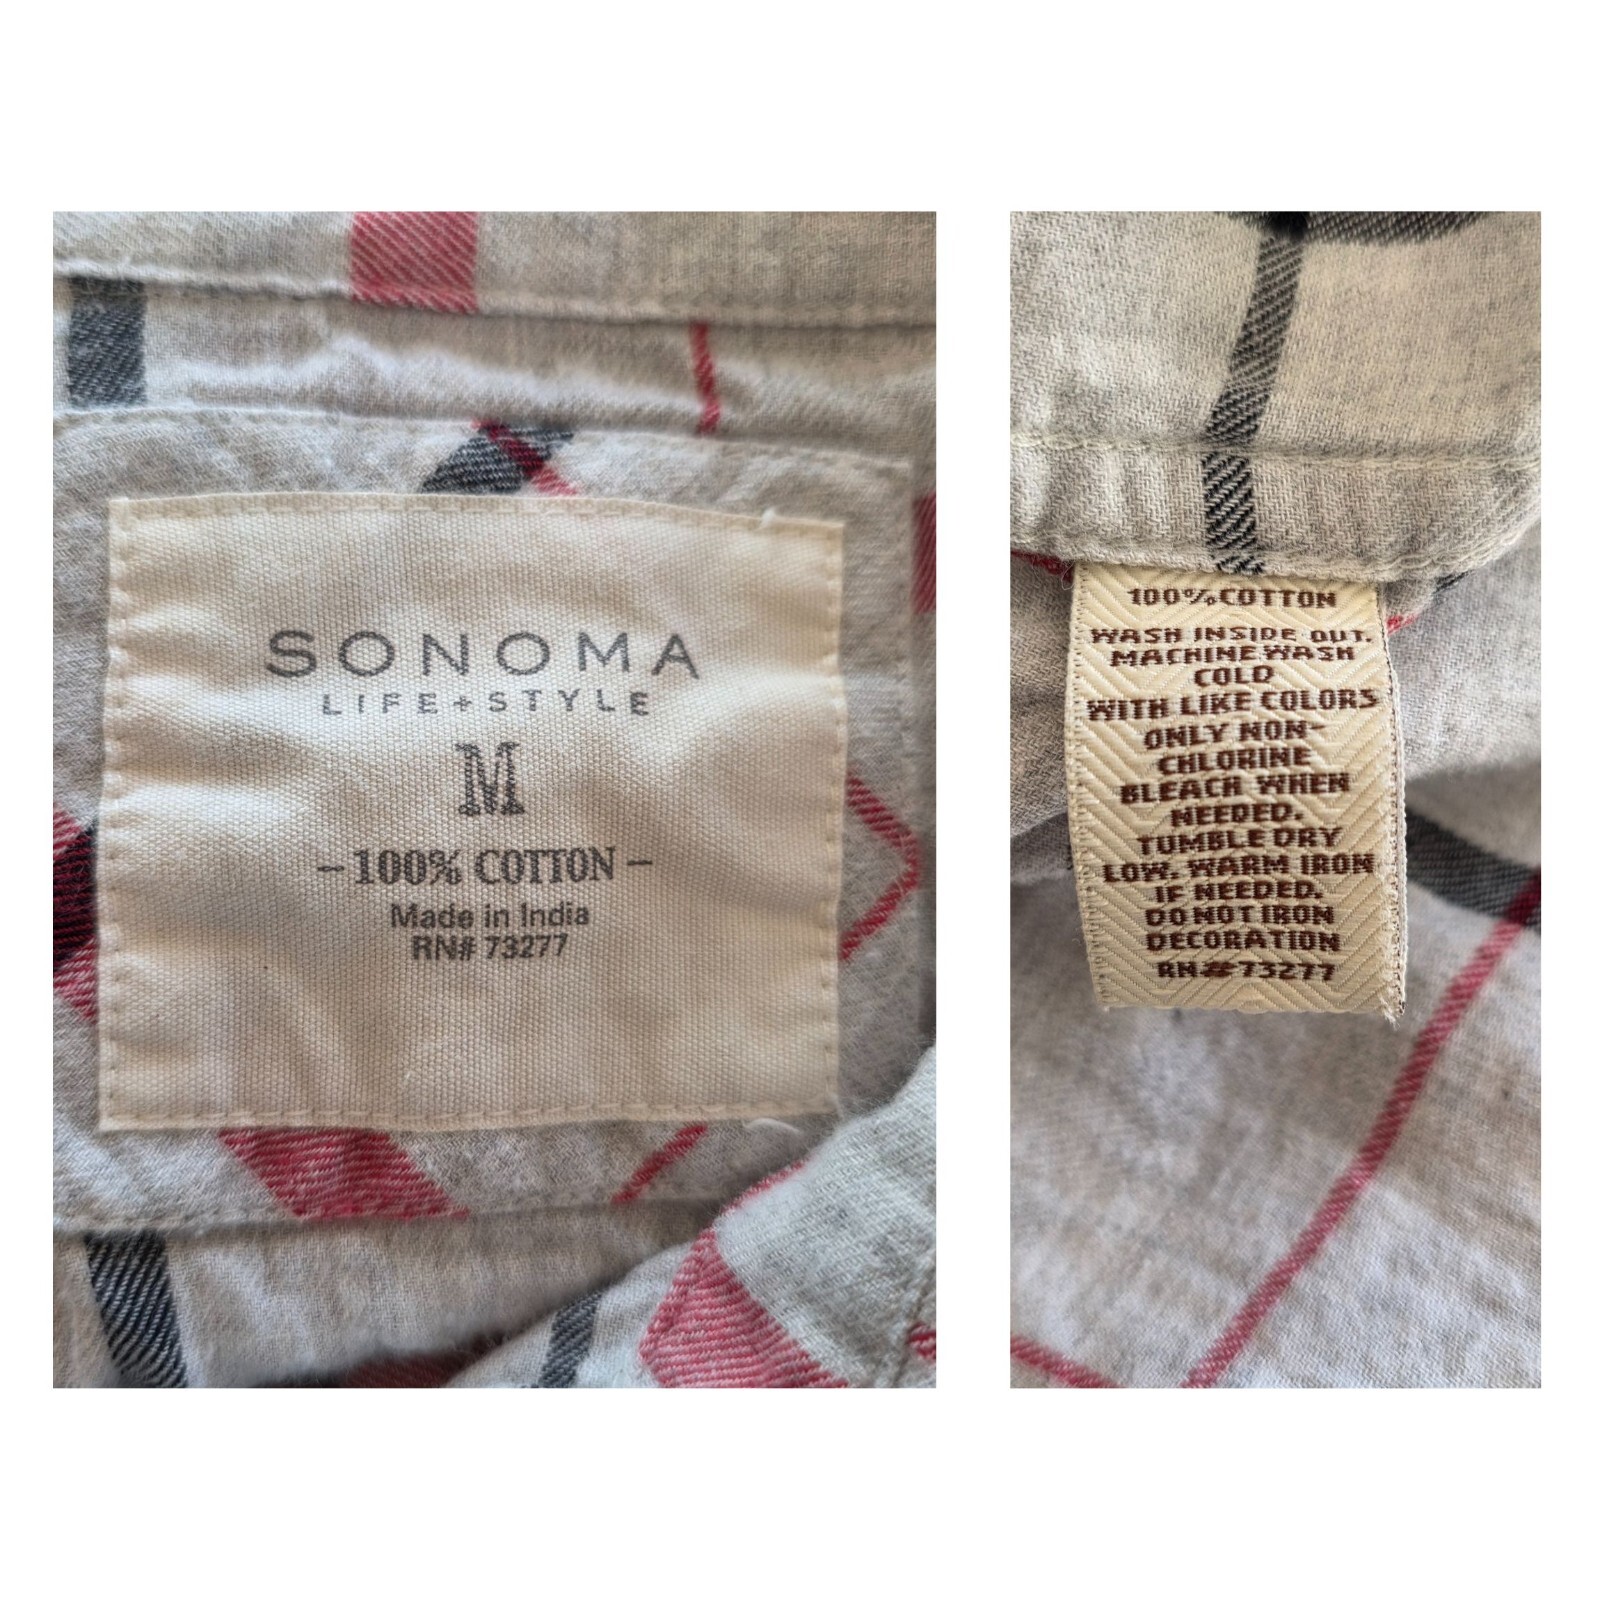 SONOMA
LIFE+STYLE
M
-100% COTTON-
Made in India
RN# 73277
100% COTTON
WASH INSIDE OUT.
MACHINE WASH
COLD
WITH LIKE COLORS
ONLY NON-
CHLORINE
BLEACH WHEN
NEEDED.
TUMBLE DRY
LOW. WARM IRON
IF NEEDED.
DO NOT IRON
DECORATION
RN#73277